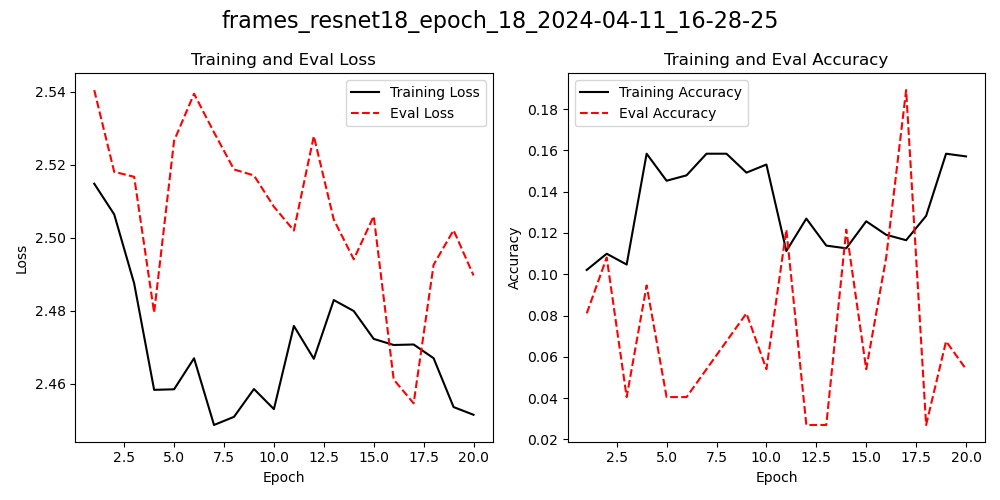 frames_resnet18_epoch_18_2024-04-11_16-28-25
Training and Eval Loss
Training Loss
Eval Loss
2.54
2.52
2.50
2.48
2.46
Loss
2.5 5.0 7.5 10.0 12.5 15.0 17.5 20.0
Epoch
Training and Eval Accuracy
Training Accuracy
Eval Accuracy
0.18
0.16
0.14
0.12
0.10
0.08
0.06
0.04
0.02
Accuracy
2.5 5.0 7.5 10.0 12.5 15.0 17.5 20.0
Epoch